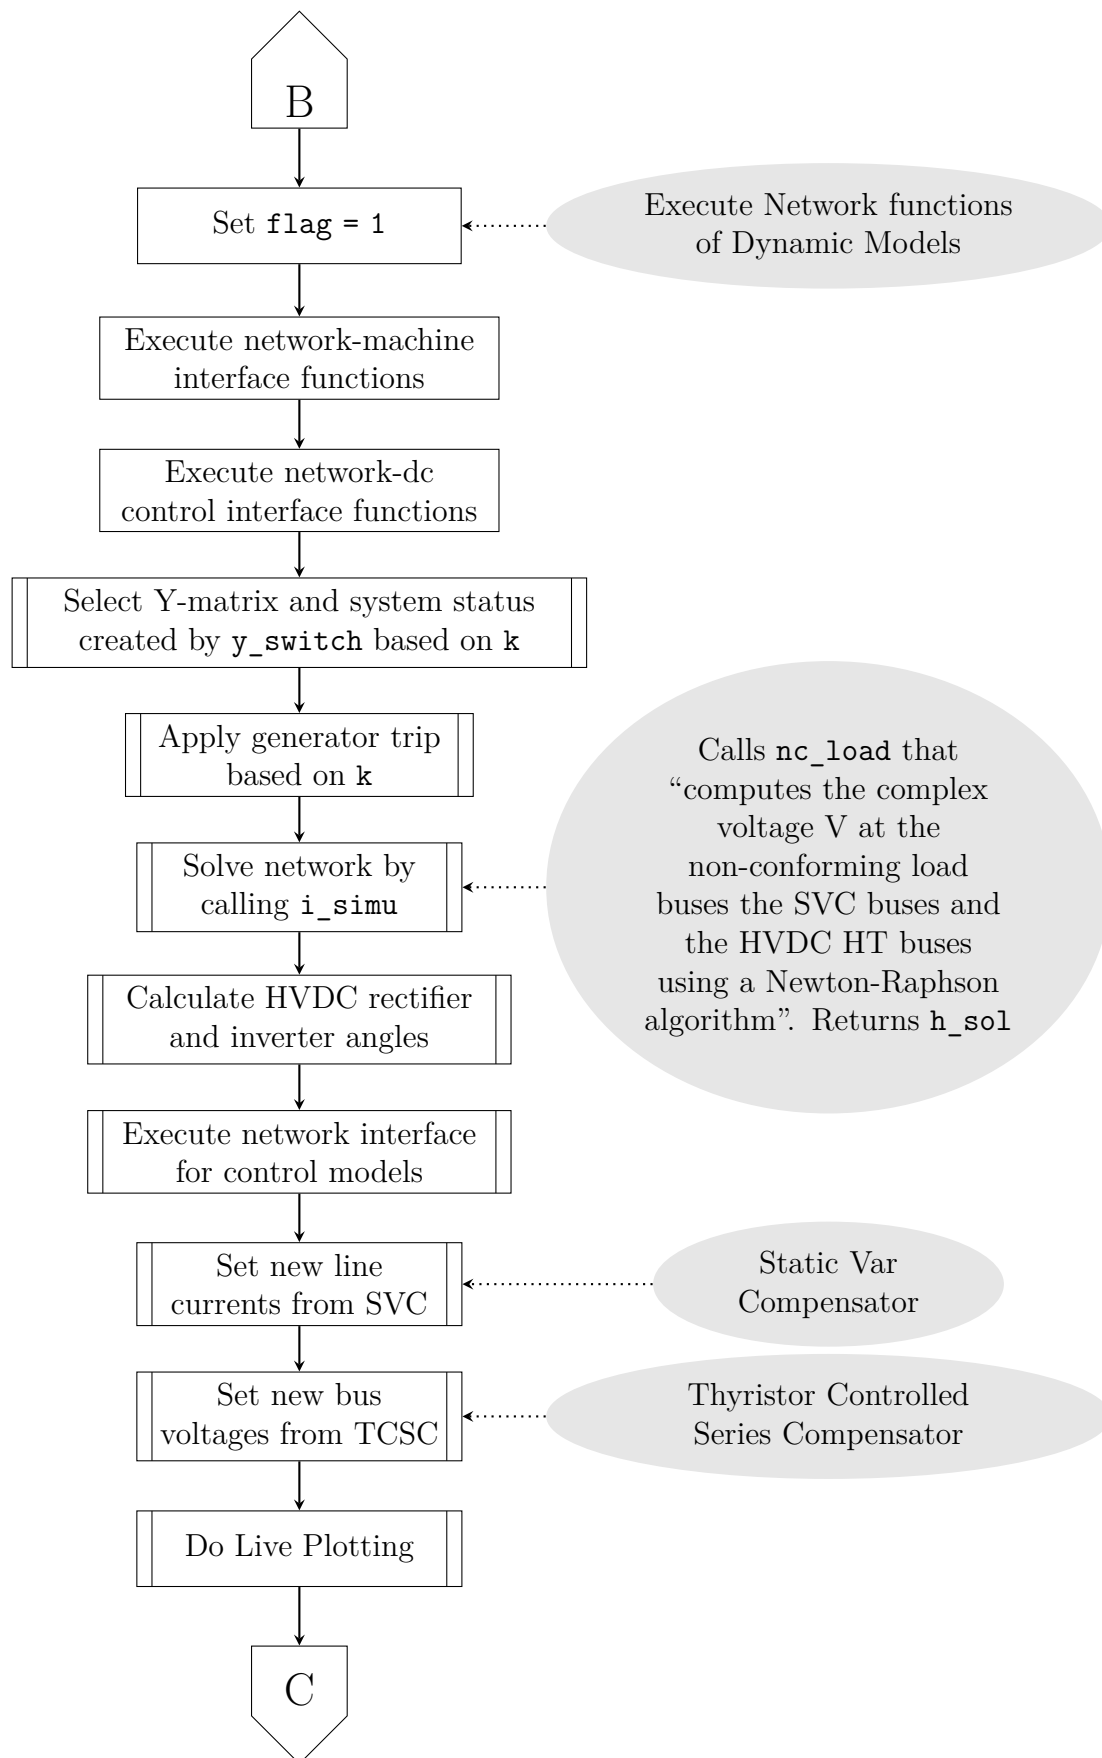 B
Set flag = 1
Execute Network functions
of Dynamic Models
Execute network-machine
interface functions
Execute network-dc
control interface functions
Select Y-matrix and system status
created by y_switch based on k
Apply generator trip
based on k
Solve network by
calling i_simu
Calls nc_load that
“computes the complex
voltage V at the
non-conforming load
buses the SVC buses and
the HVDC HT buses
using a Newton-Raphson
algorithm”. Returns h_sol
Calculate HVDC rectifier
and inverter angles
Execute network interface
for control models
Set new line
currents from SVC
Static Var
Compensator
Set new bus
voltages from TCSC
Thyristor Controlled
Series Compensator
Do Live Plotting
C